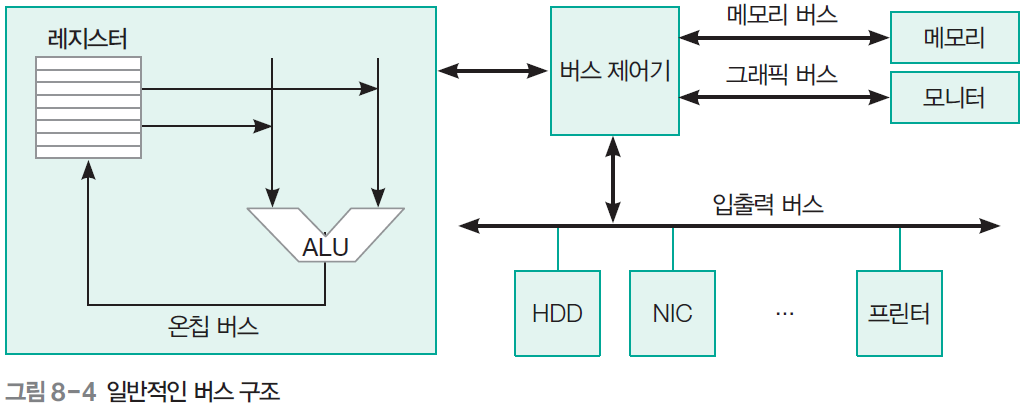 레지스터
ALU
온칩 버스
버스 제어기
메모리 버스
메모리
그래픽 버스
모니터
입출력 버스
HDD
NIC
...
프린터
그림 8-4 일반적인 버스 구조